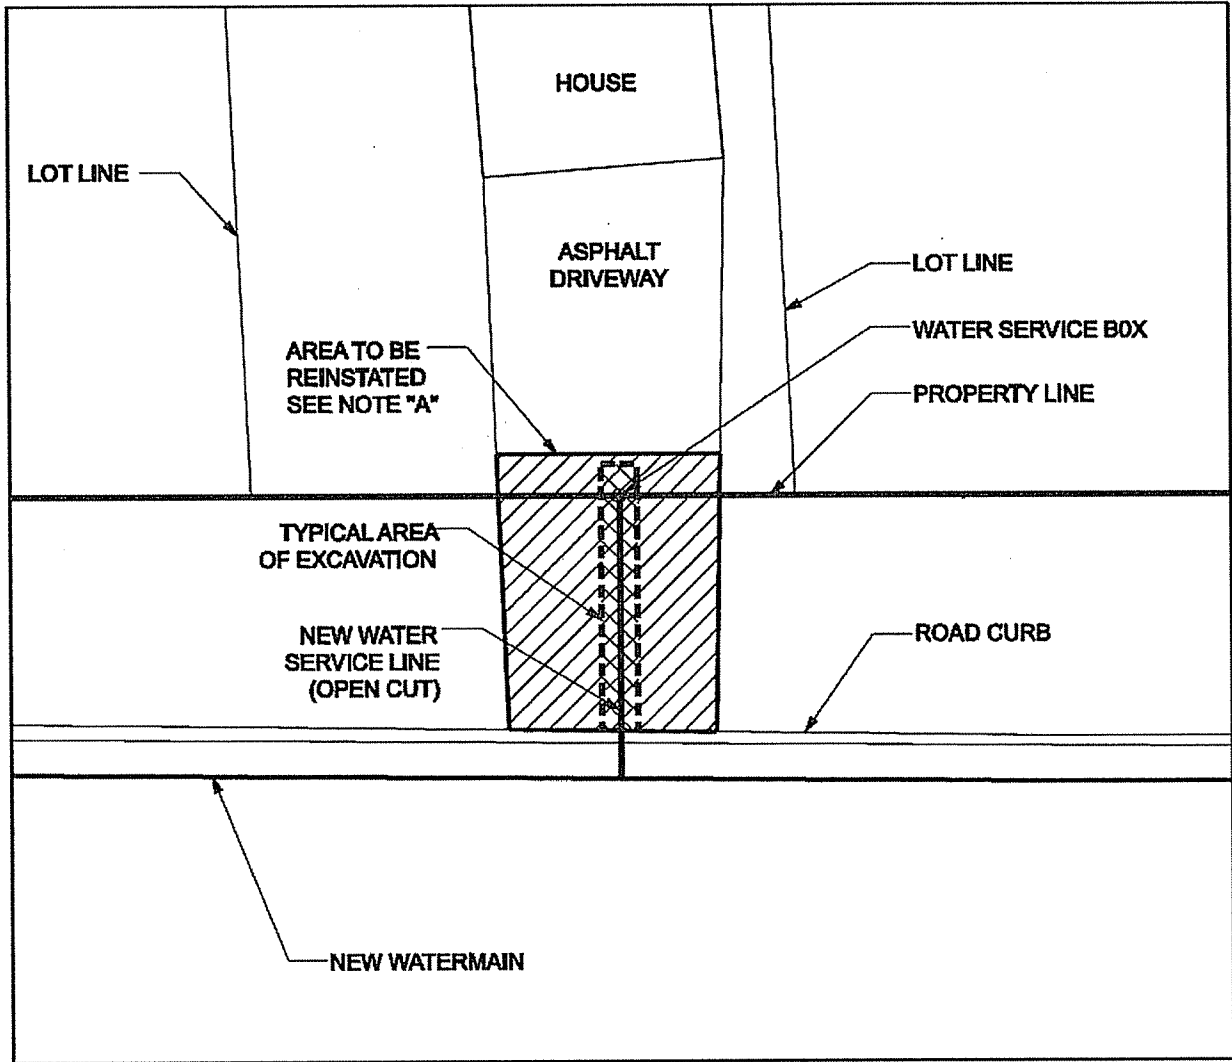 HOUSE
LOT LINE
ASPHALT
DRIVEWAY
LOT LINE
WATER SERVICE BOX
AREA TO BE
REINSTATED
SEE NOTE "A"
PROPERTY LINE
TYPICAL AREA
OF EXCAVATION
NEW WATER
SERVICE LINE
(OPEN CUT)
ROAD CURB
NEW WATERMAIN